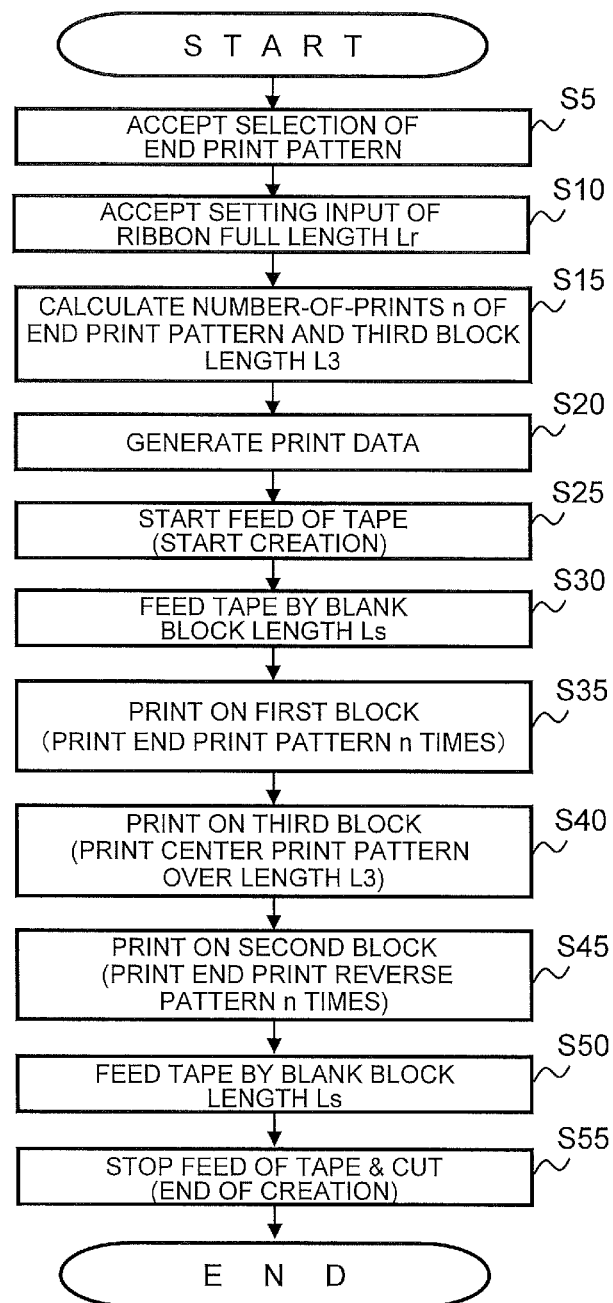 START
S5
ACCEPT SELECTION OF
END PRINT PATTERN
S10
ACCEPT SETTING INPUT OF
RIBBON FULL LENGTH Lr
S15
CALCULATE NUMBER-OF-PRINTS n OF
END PRINT PATTERN AND THIRD BLOCK
LENGTH L3
S20
GENERATE PRINT DATA
S25
START FEED OF TAPE
(START CREATION)
S30
FEED TAPE BY BLANK
BLOCK LENGTH Ls
S35
PRINT ON FIRST BLOCK
(PRINT END PRINT PATTERN n TIMES)
S40
PRINT ON THIRD BLOCK
(PRINT CENTER PRINT PATTERN
OVER LENGTH L3)
S45
PRINT ON SECOND BLOCK
(PRINT END PRINT REVERSE
PATTERN n TIMES)
S50
FEED TAPE BY BLANK BLOCK
LENGTH Ls
S55
STOP FEED OF TAPE & CUT
(END OF CREATION)
END